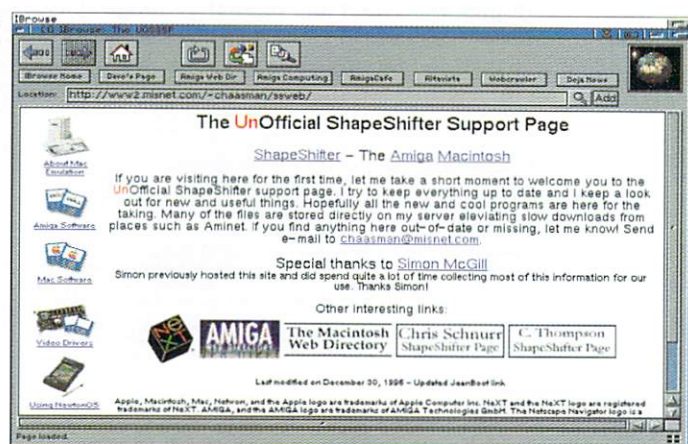 IBrowse
IBrowse: The UOSSSP
IBrowse Home Dave's Page Amiga Web Dir Amiga Computing AmigaCafe Altavista Webcrawler Deja News
Location: http://www2.misnet.com/~chaasman/ssweb/ Add
The UnOfficial ShapeShifter Support Page
ShapeShifter – The Amiga Macintosh
If you are visiting here for the first time, let me take a short moment to welcome you to the
UnOfficial ShapeShifter support page. I try to keep everything up to date and I keep a look
out for new and useful things. Hopefully all the new and cool programs are here for the
taking. Many of the files are stored directly on my server eleviating slow downloads from
places such as Aminet. If you find anything here out-of-date or missing, let me know! Send
e-mail to chaasman@misnet.com.
Special thanks to Simon McGill
Simon previously hosted this site and did spend quite a lot of time collecting most of this information for our
use. Thanks Simon!
Other interesting links:
About Mac
Emulation
Amiga Software
Mac Software
Video Drivers
Using NewtonOS
NeXT
AMIGA
The Macintosh
Web Directory
Chris Schnurr
ShapeShifter Page
C. Thompson
ShapeShifter Page
Last modified on December 30, 1996 – Updated JeanBoot link
Apple, Macintosh, Mac, Netwron, and the Apple logo are trademarks of Apple Computer Inc. NeXT and the NeXT logo are registered
trademarks of NeXT. AMIGA, and the AMIGA logo are trademarks of AMIGA Technologies GmbH. The Netscape Navigator logo is a
Page loaded.